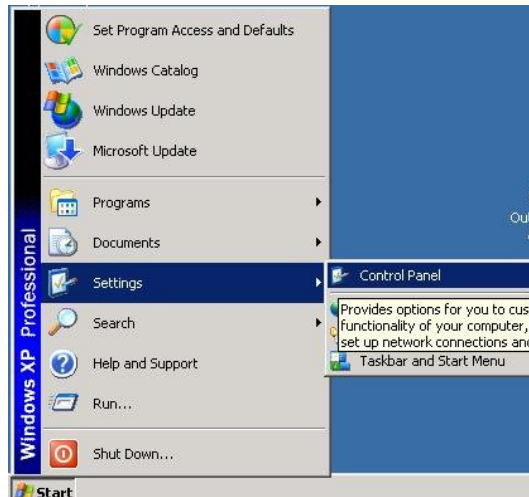 Set Program Access and Defaults
Windows Catalog
Windows Update
Microsoft Update
Programs
Documents
Settings
Search
Help and Support
Run...
Shut Down...
Windows XP Professional
Control Panel
Provides options for you to cus
functionality of your computer,
set up network connections and
Taskbar and Start Menu
Ou
Start